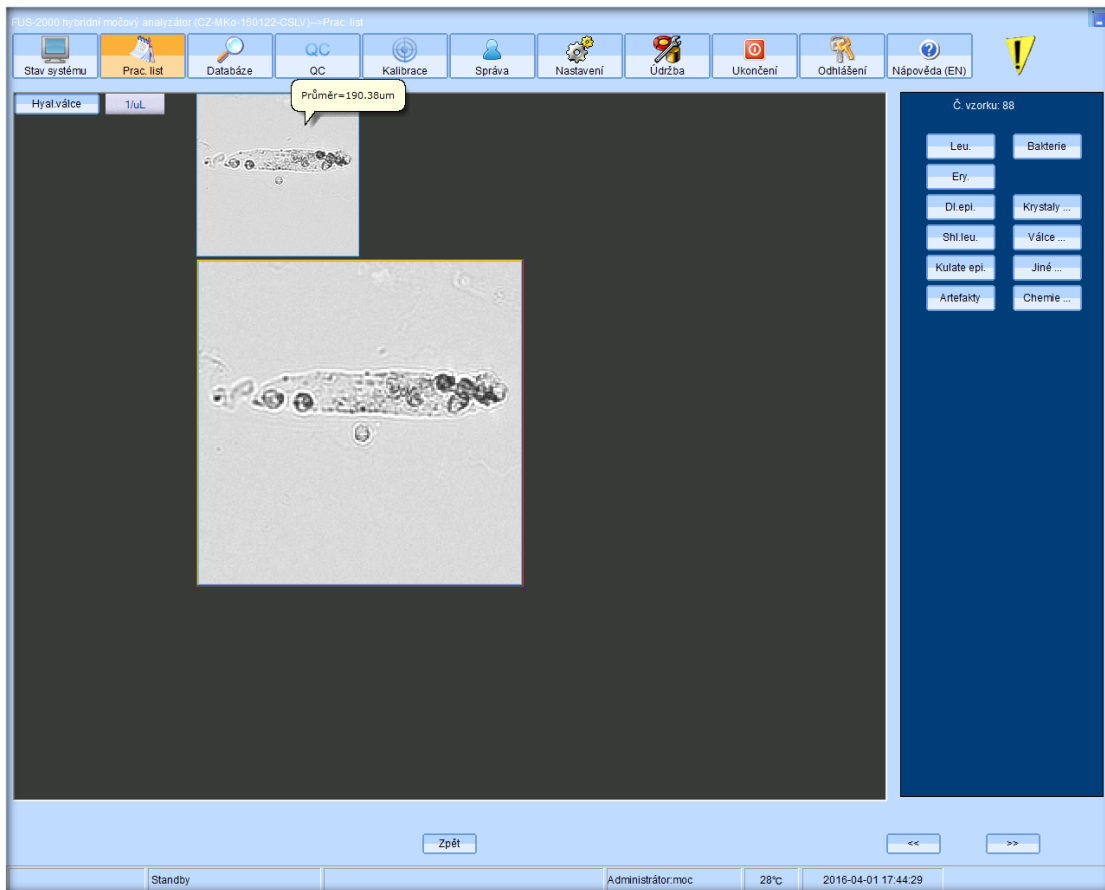 FUS-2000 hybridní močový analyzátor (CZ-MKo-150122-CSLV)-->Prac. list
Stav systému
Prac. list
Databáze
QC
QC
Kalibrace
Správa
Nastavení
Údržba
Ukončení
Odhlášení
Nápověda (EN)
Hyal.válce
1/uL
Průměr=190.38um
Č. vzorku: 88
Leu.
Bakterie
Ery.
Dl.epi.
Krystaly ...
Shl.leu.
Válce ...
Kulate epi.
Jiné ...
Artefakty
Chemie ...
Zpět
<<
>>
Standby
Administrátor:moc
28℃
2016-04-01 17:44:29